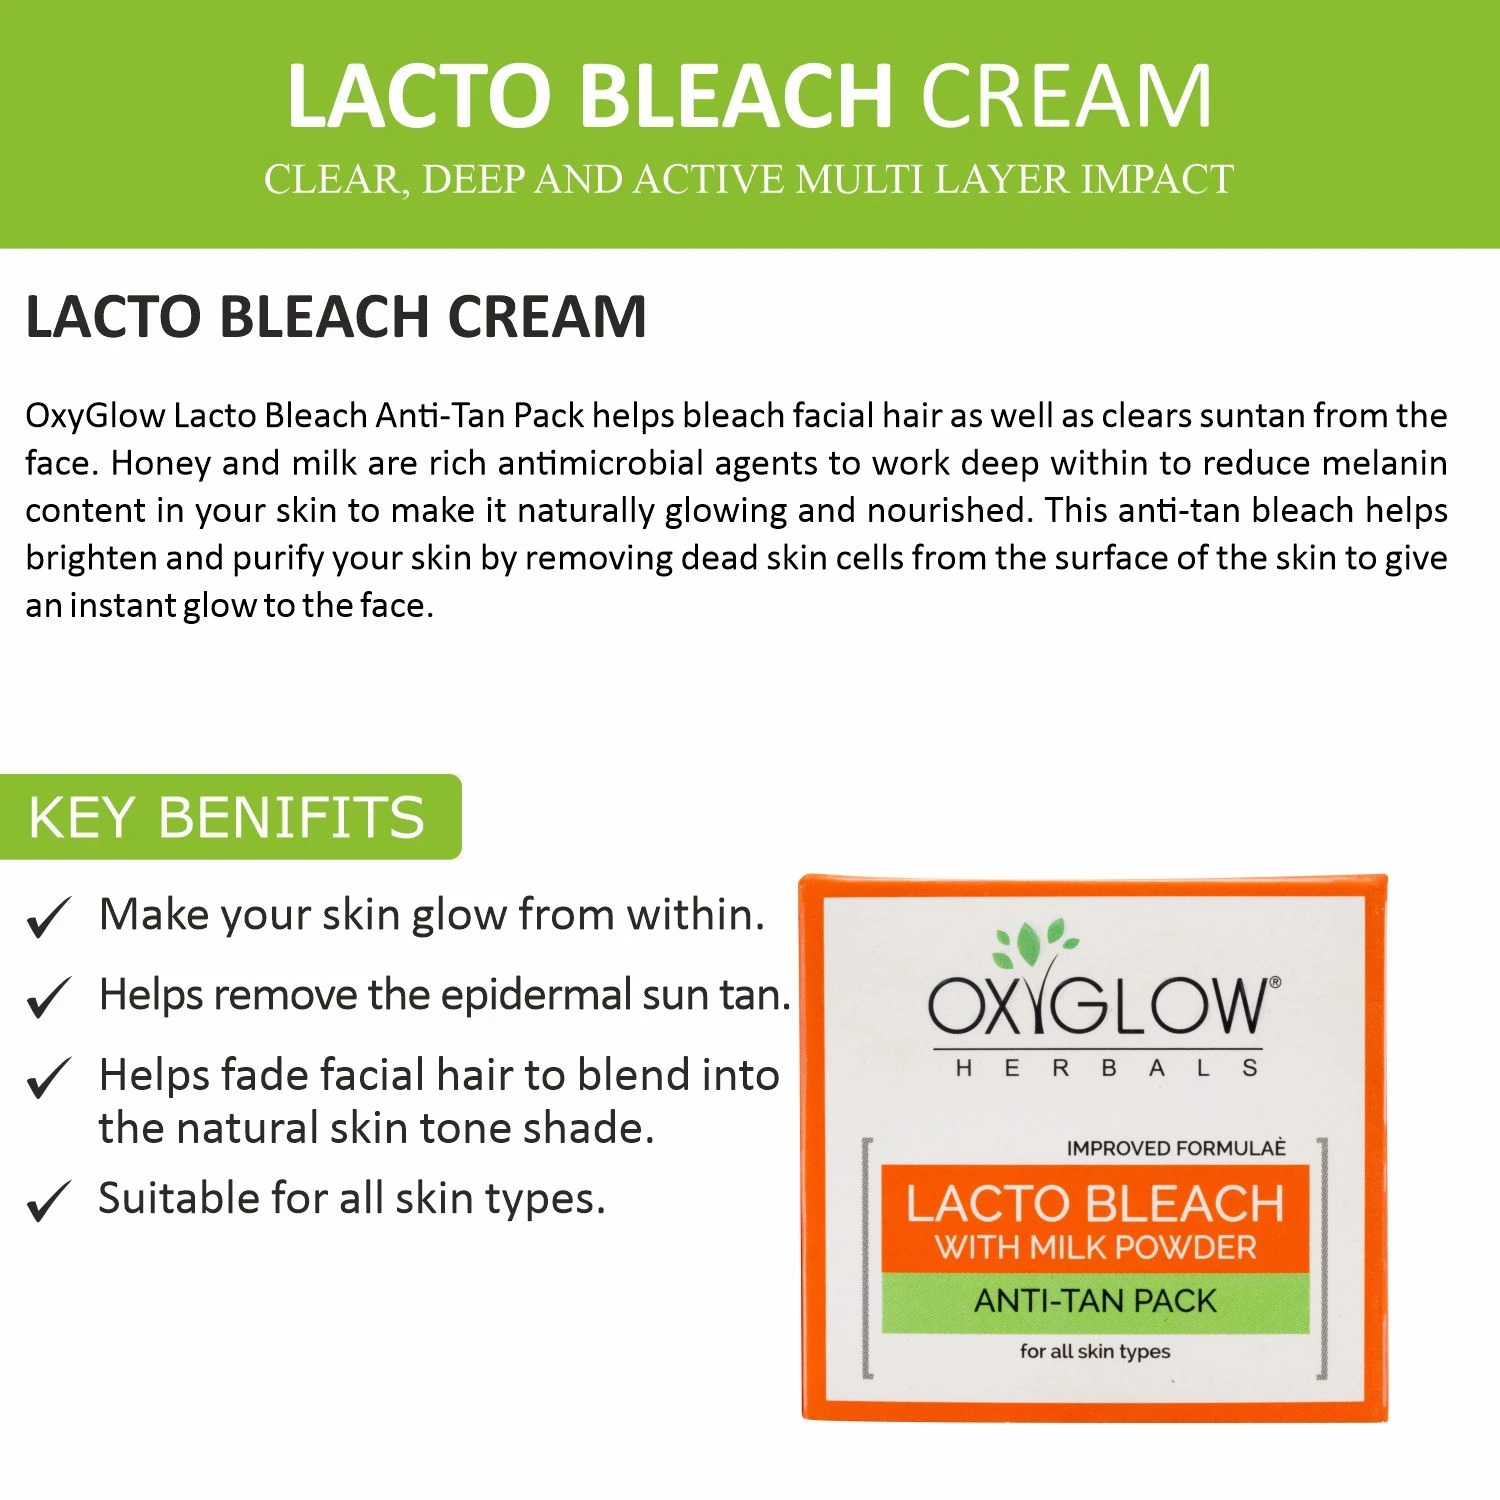 LACTO BLEACH CREAM
CLEAR, DEEP AND ACTIVE MULTI LAYER IMPACT
LACTO BLEACH CREAM
OxyGlow Lacto Bleach Anti-Tan Pack helps bleach facial hair as well as clears suntan from the
face. Honey and milk are rich antimicrobial agents to work deep within to reduce melanin
content in your skin to make it naturally glowing and nourished. This anti-tan bleach helps
brighten and purify your skin by removing dead skin cells from the surface of the skin to give
an instant glow to the face.
KEY BENIFITS
✓ Make your skin glow from within.
✓ Helps remove the epidermal sun tan.
✓ Helps fade facial hair to blend into
the natural skin tone shade.
✓ Suitable for all skin types.
OXYGLOW®
HERBALS
IMPROVED FORMULAÈ
LACTO BLEACH
WITH MILK POWDER
ANTI-TAN PACK
for all skin types